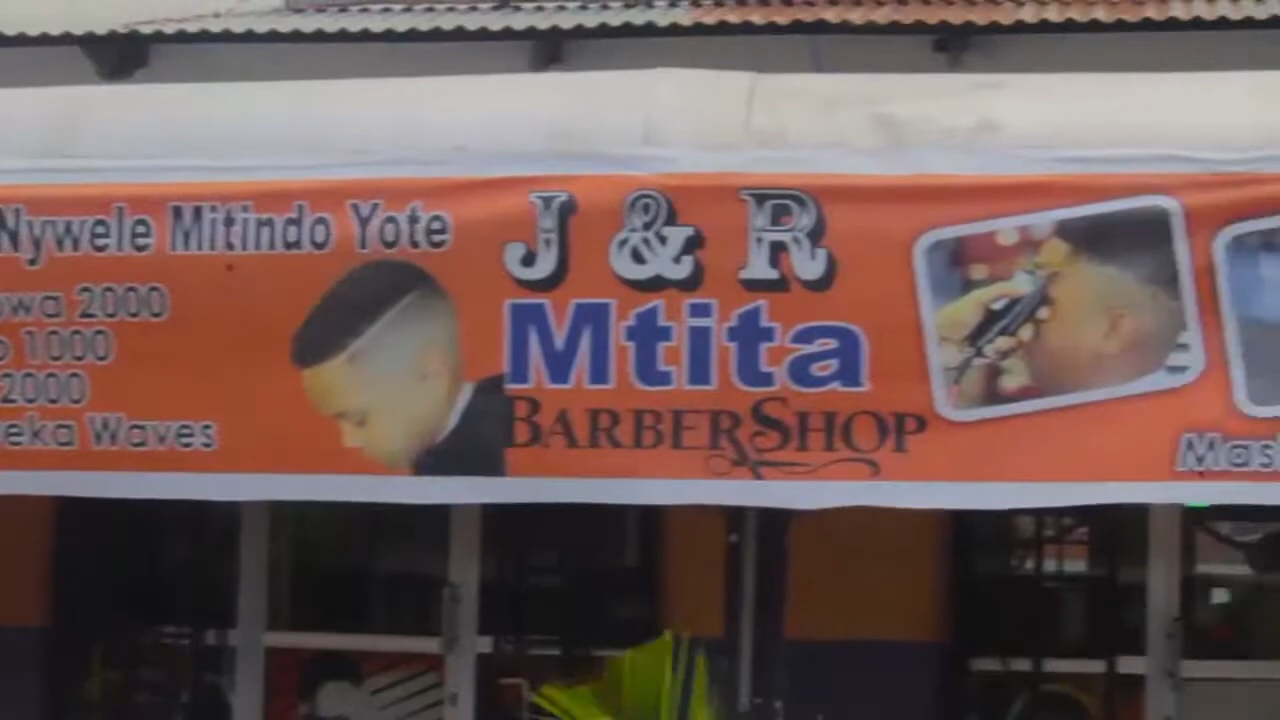 Nywele Mitindo Yote
2000
1000
2000
Waves
J & R
Mtita
BARBERSHOP